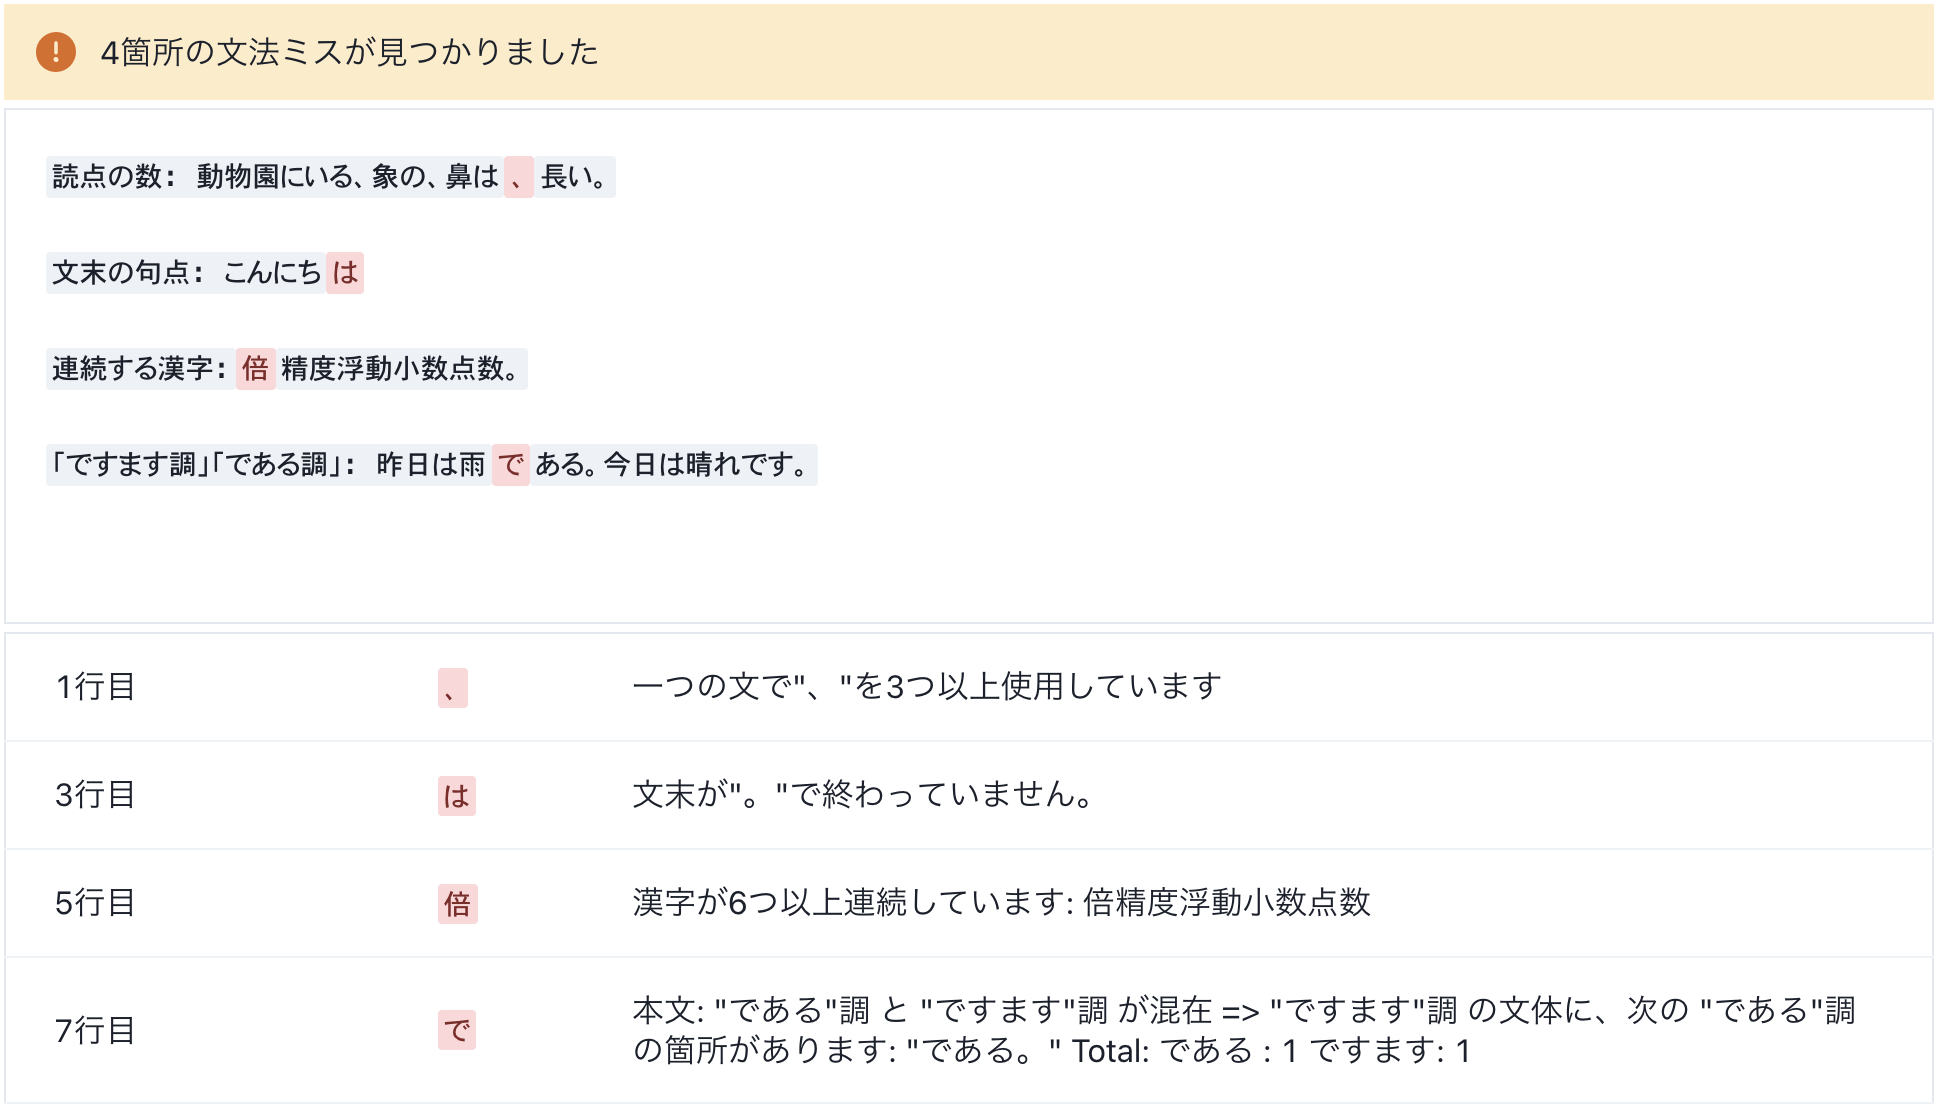 4箇所の文法ミスが見つかりました
読点の数: 動物園にいる、象の、鼻は、長い。
文末の句点: こんにちは
連続する漢字:倍精度浮動小数点数。
「ですます調」「である調」: 昨日は雨である。今日は晴れです。
1行目 、 一つの文で"、"を3つ以上使用しています
3行目 は 文末が"。"で終わっていません。
5行目 倍 漢字が6つ以上連続しています: 倍精度浮動小数点数
7行目 で 本文: "である"調 と "ですます"調 が混在 => "ですます"調 の文体に、次の "である"調
の箇所があります: "である。" Total: である : 1 ですます: 1